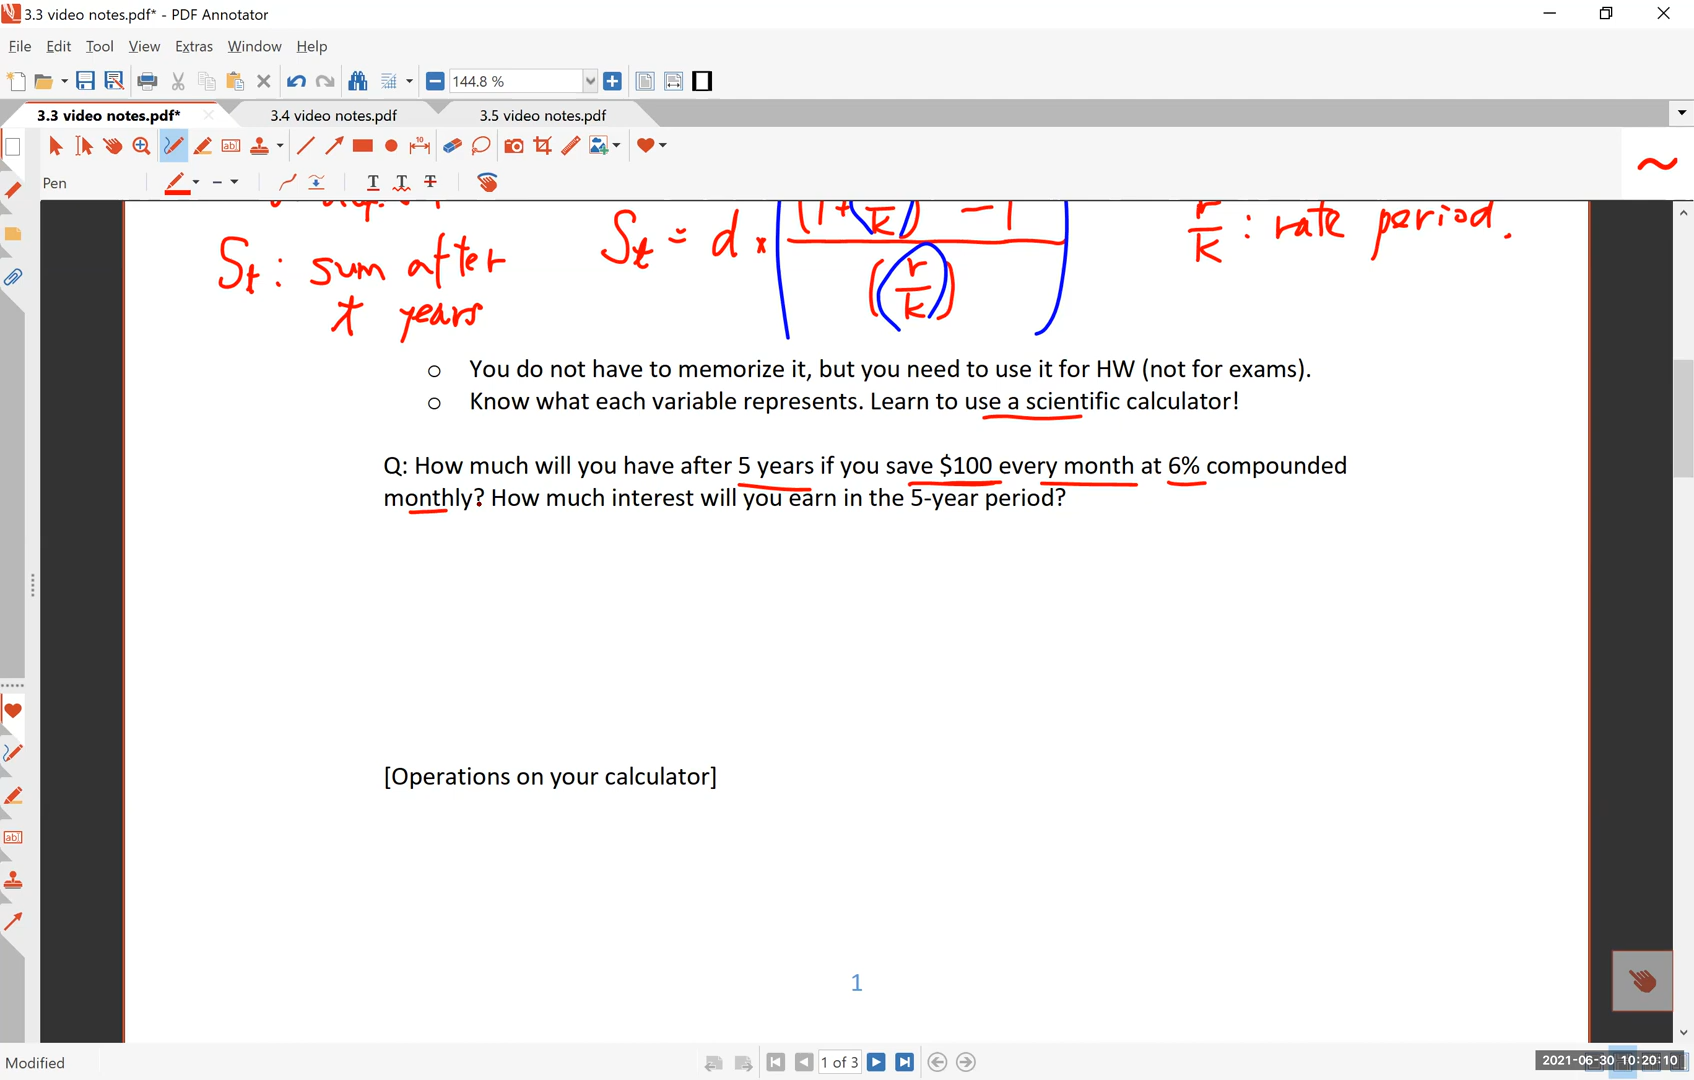 3.3 video notes.pdf* - PDF Annotator
File Edit Tool View Extras Window Help
144.8 %
3.3 video notes.pdf* 3.4 video notes.pdf 3.5 video notes.pdf
Pen
St = d × ( (1+ r/k) - 1 / (r/k) )
r/k : rate period.
St : sum after
t years
o You do not have to memorize it, but you need to use it for HW (not for exams).
o Know what each variable represents. Learn to use a scientific calculator!
Q: How much will you have after 5 years if you save $100 every month at 6% compounded
monthly? How much interest will you earn in the 5-year period?
[Operations on your calculator]
1
Modified
1 of 3
2021-06-30 10:20:10